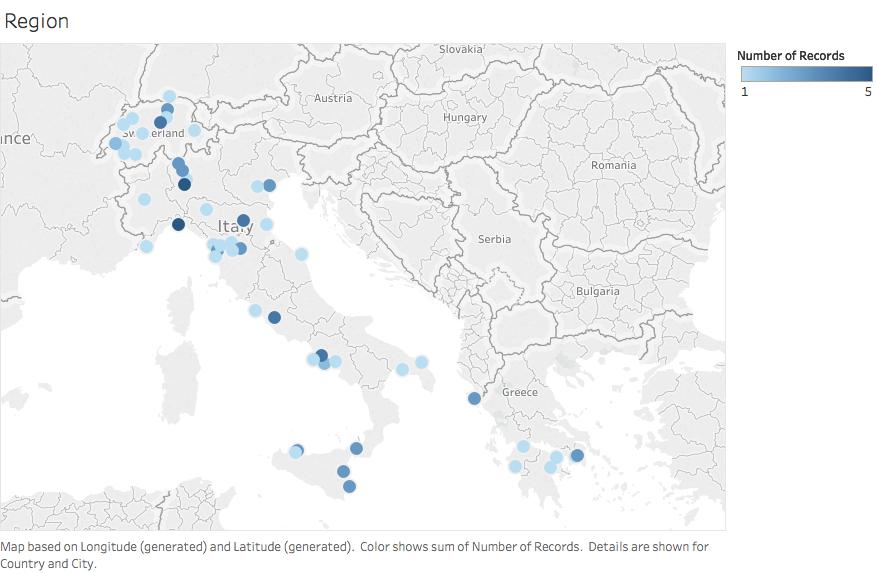 Region
Slovakia
Number of Records
1
5
Austria
Hungary
nce
Sw erland
Romania
Italy
Serbia
Bulgaria
Greece
Map based on Longitude (generated) and Latitude (generated). Color shows sum of Number of Records. Details are shown for
Country and City.